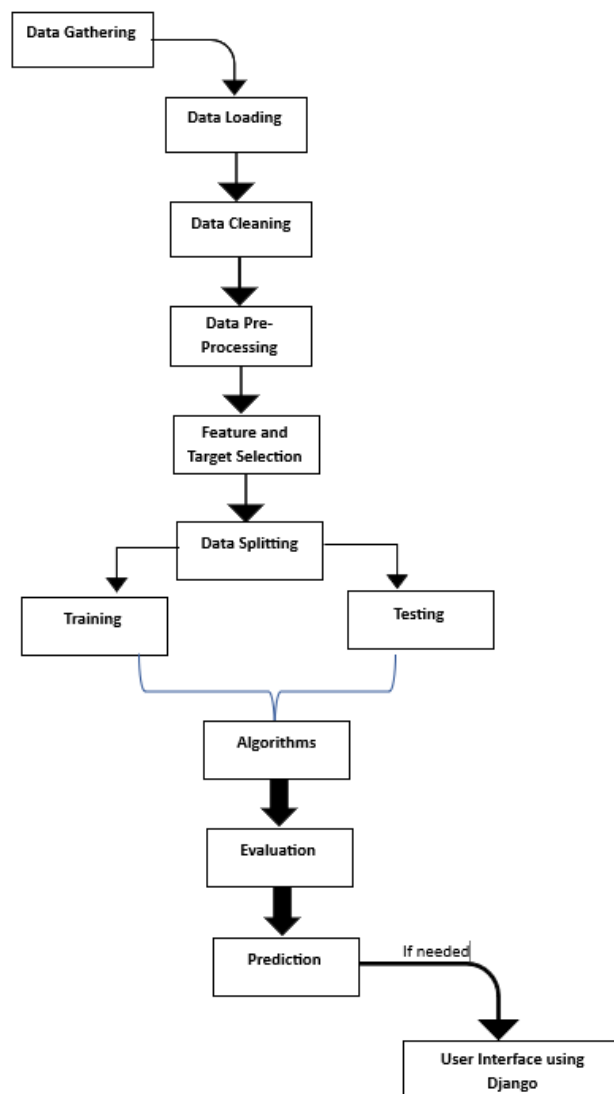 Data Gathering
Data Loading
Data Cleaning
Data Pre-
Processing
Feature and
Target Selection
Data Splitting
Training
Testing
Algorithms
Evaluation
Prediction
If needed
User Interface using
Django